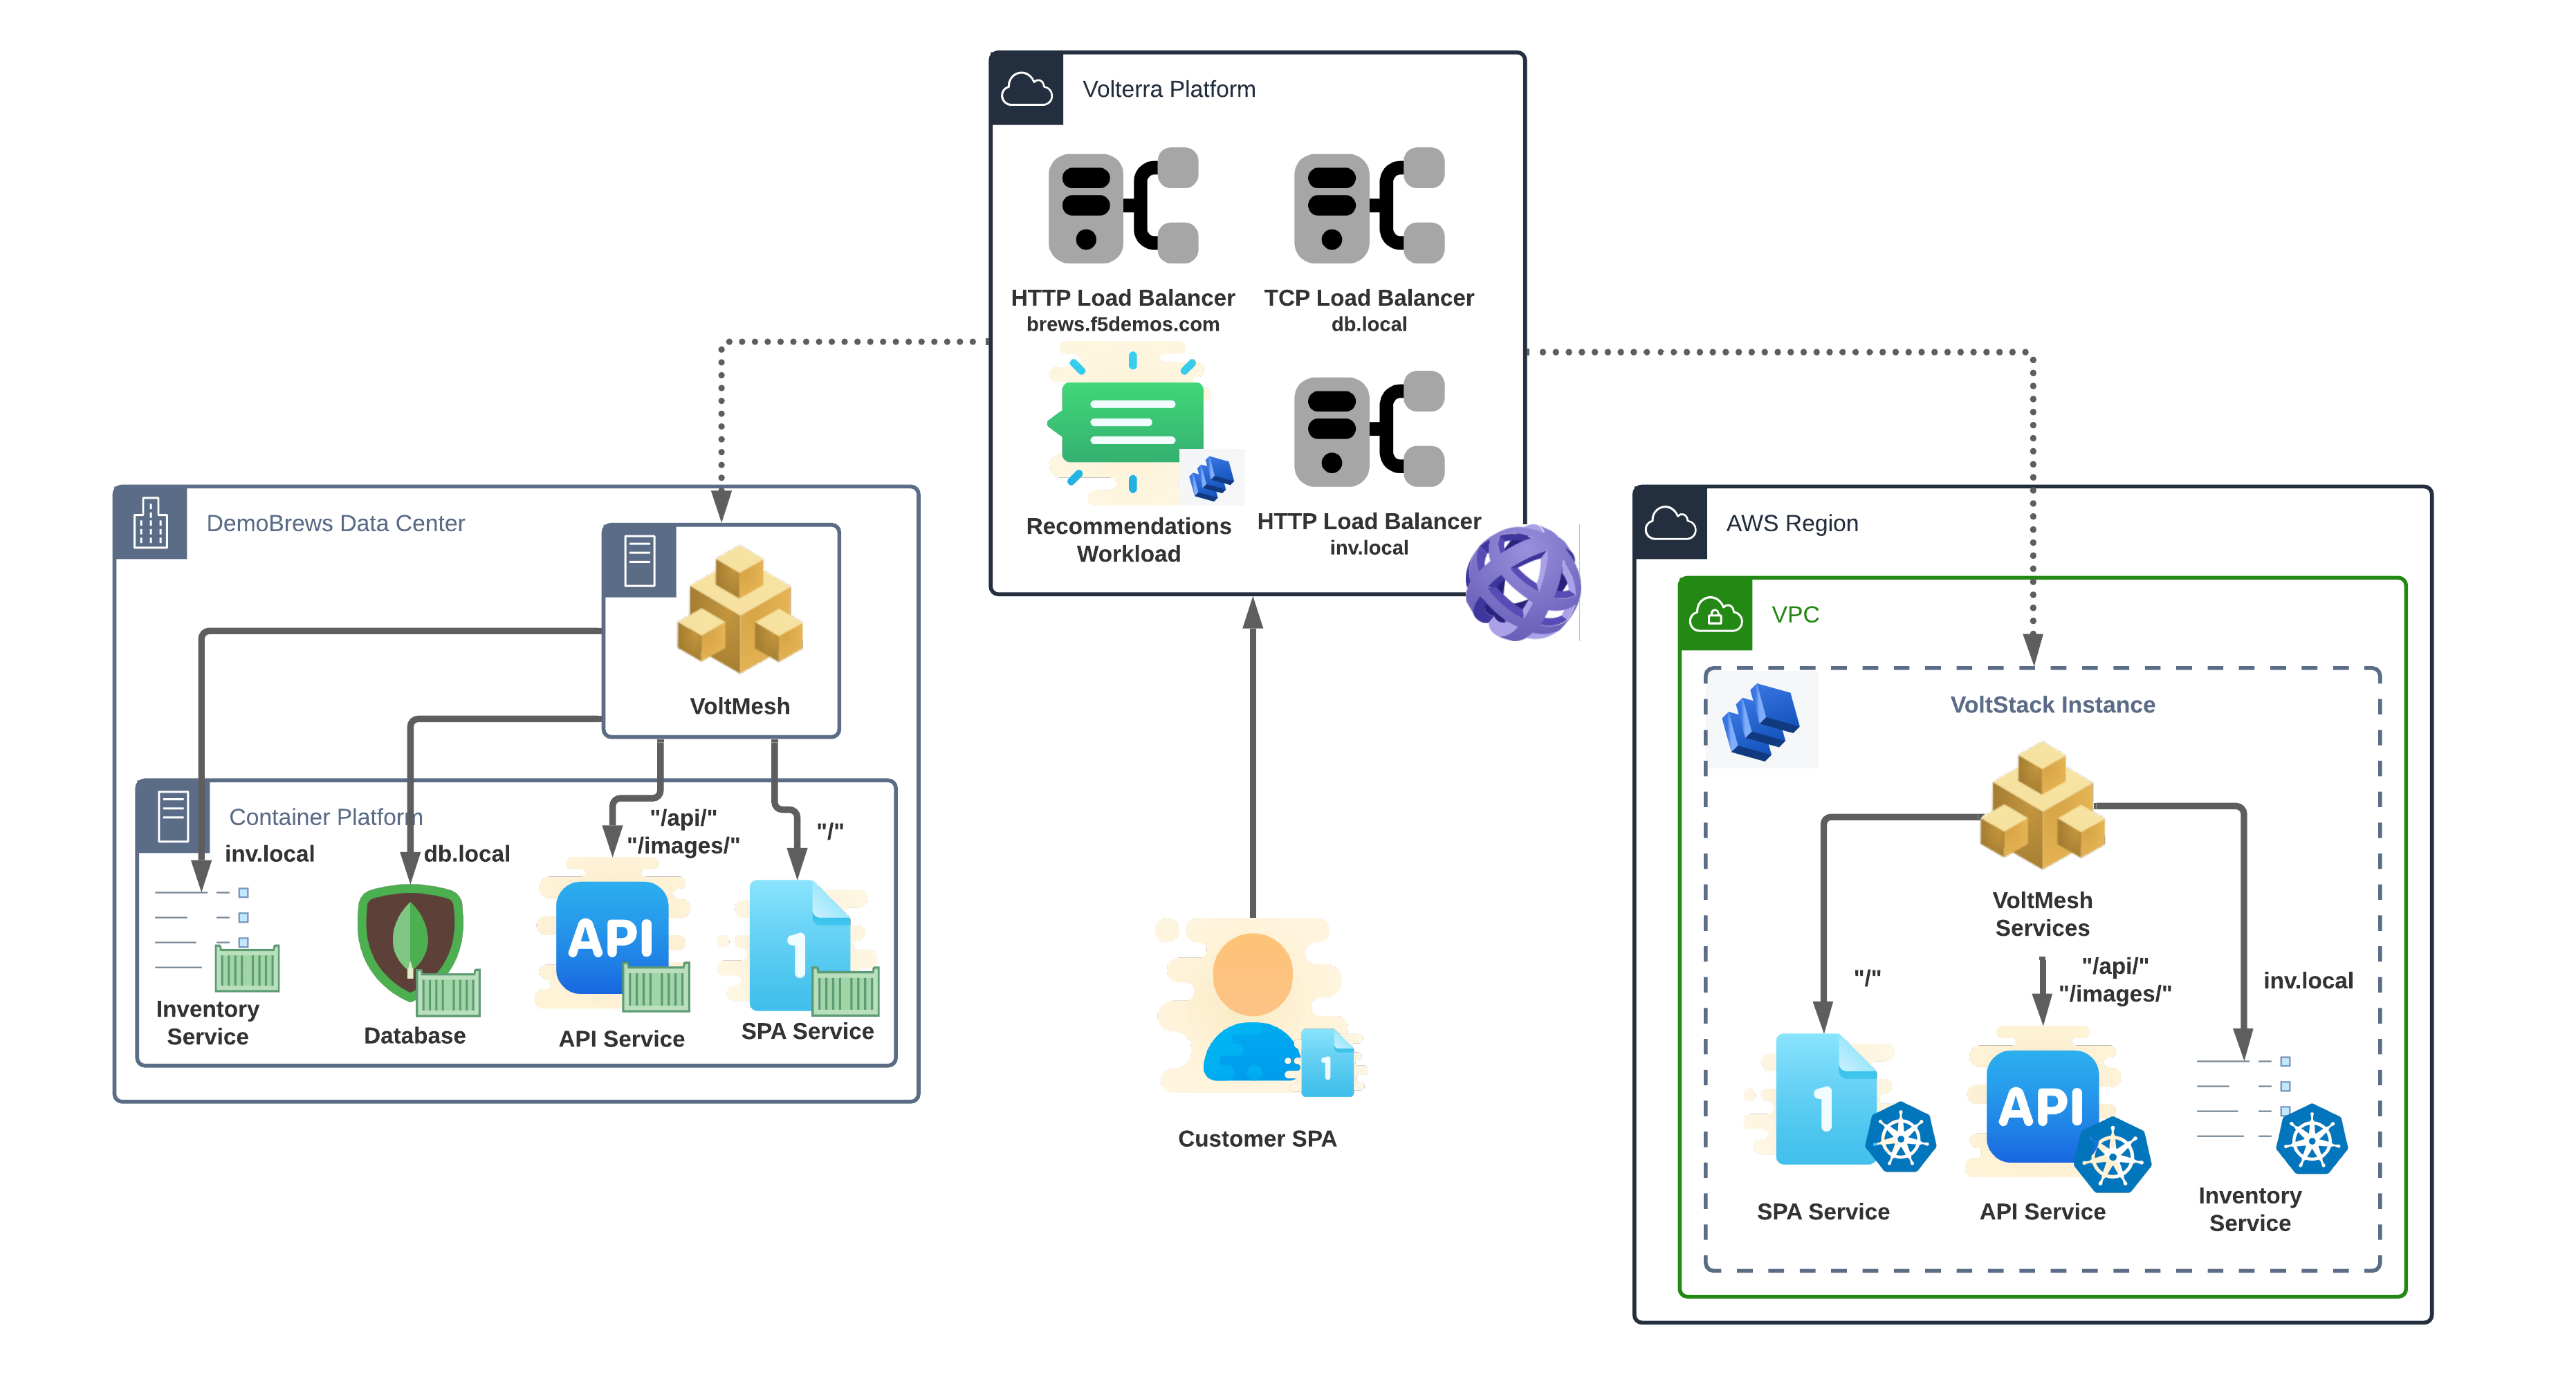 Volterra Platform
HTTP Load Balancer
brews.f5demos.com
TCP Load Balancer
db.local
Recommendations
Workload
HTTP Load Balancer
inv.local
DemoBrews Data Center
VoltMesh
Container Platform
inv.local
db.local
"/api/"
"/images/"
"/"
API
1
Inventory
Service
Database
API Service
SPA Service
1
Customer SPA
AWS Region
VPC
VoltStack Instance
VoltMesh
Services
"/"
"/api/"
"/images/"
inv.local
1
API
SPA Service
API Service
Inventory
Service